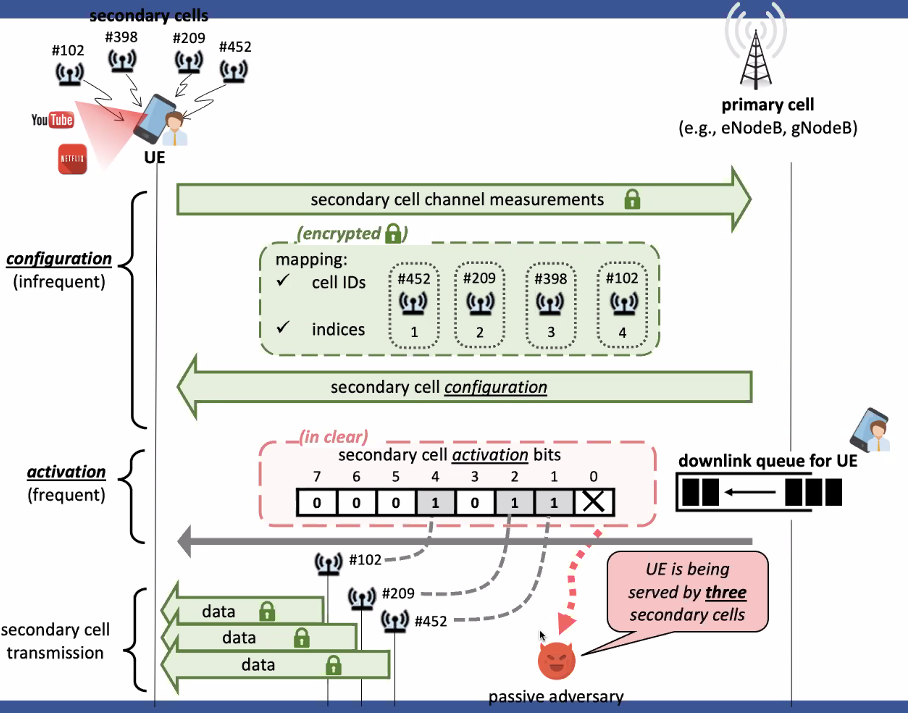 secondary cells
#102
#398
#209
#452
YouTube
NETFLIX
UE
primary cell
(e.g., eNodeB, gNodeB)
secondary cell channel measurements
configuration
(infrequent)
(encrypted)
mapping:
✓ cell IDs
#452
#209
#398
#102
✓ indices
1
2
3
4
secondary cell configuration
activation
(frequent)
(in clear)
secondary cell activation bits
7 6 5 4 3 2 1 0
0 0 0 1 0 1 1 X
downlink queue for UE
#102
#209
#452
UE is being
served by three
secondary cells
secondary cell
transmission
data
data
data
passive adversary